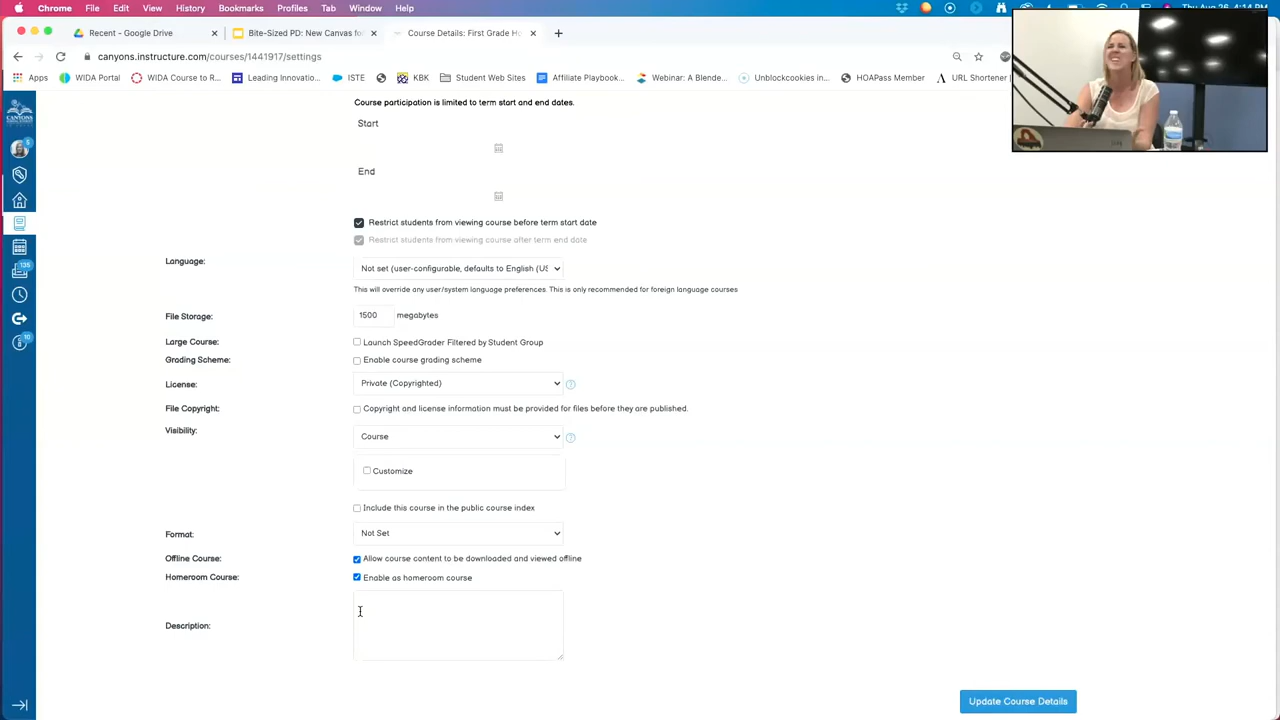 Chrome File Edit View History Bookmarks Profiles Tab Window Help
Recent - Google Drive
Bite-Sized PD: New Canvas fo
Course Details: First Grade Ho
canyons.instructure.com/courses/1441917/settings
Apps WIDA Portal WIDA Course to R... Leading Innovatio... ISTE KBK Student Web Sites Affiliate Playbook... Webinar: A Blende... Unblockcookies in... HOAPass Member URL Shortener
CANYONS
Course participation is limited to term start and end dates.
Start
End
Restrict students from viewing course before term start date
Restrict students from viewing course after term end date
Language:
Not set (user-configurable, defaults to English (US
This will override any user/system language preferences. This is only recommended for foreign language courses
File Storage:
1500 megabytes
Large Course:
Launch SpeedGrader Filtered by Student Group
Grading Scheme:
Enable course grading scheme
License:
Private (Copyrighted)
File Copyright:
Copyright and license information must be provided for files before they are published.
Visibility:
Course
Customize
Include this course in the public course index
Format:
Not Set
Offline Course:
Allow course content to be downloaded and viewed offline
Homeroom Course:
Enable as homeroom course
Description:
Update Course Details
5
135
10